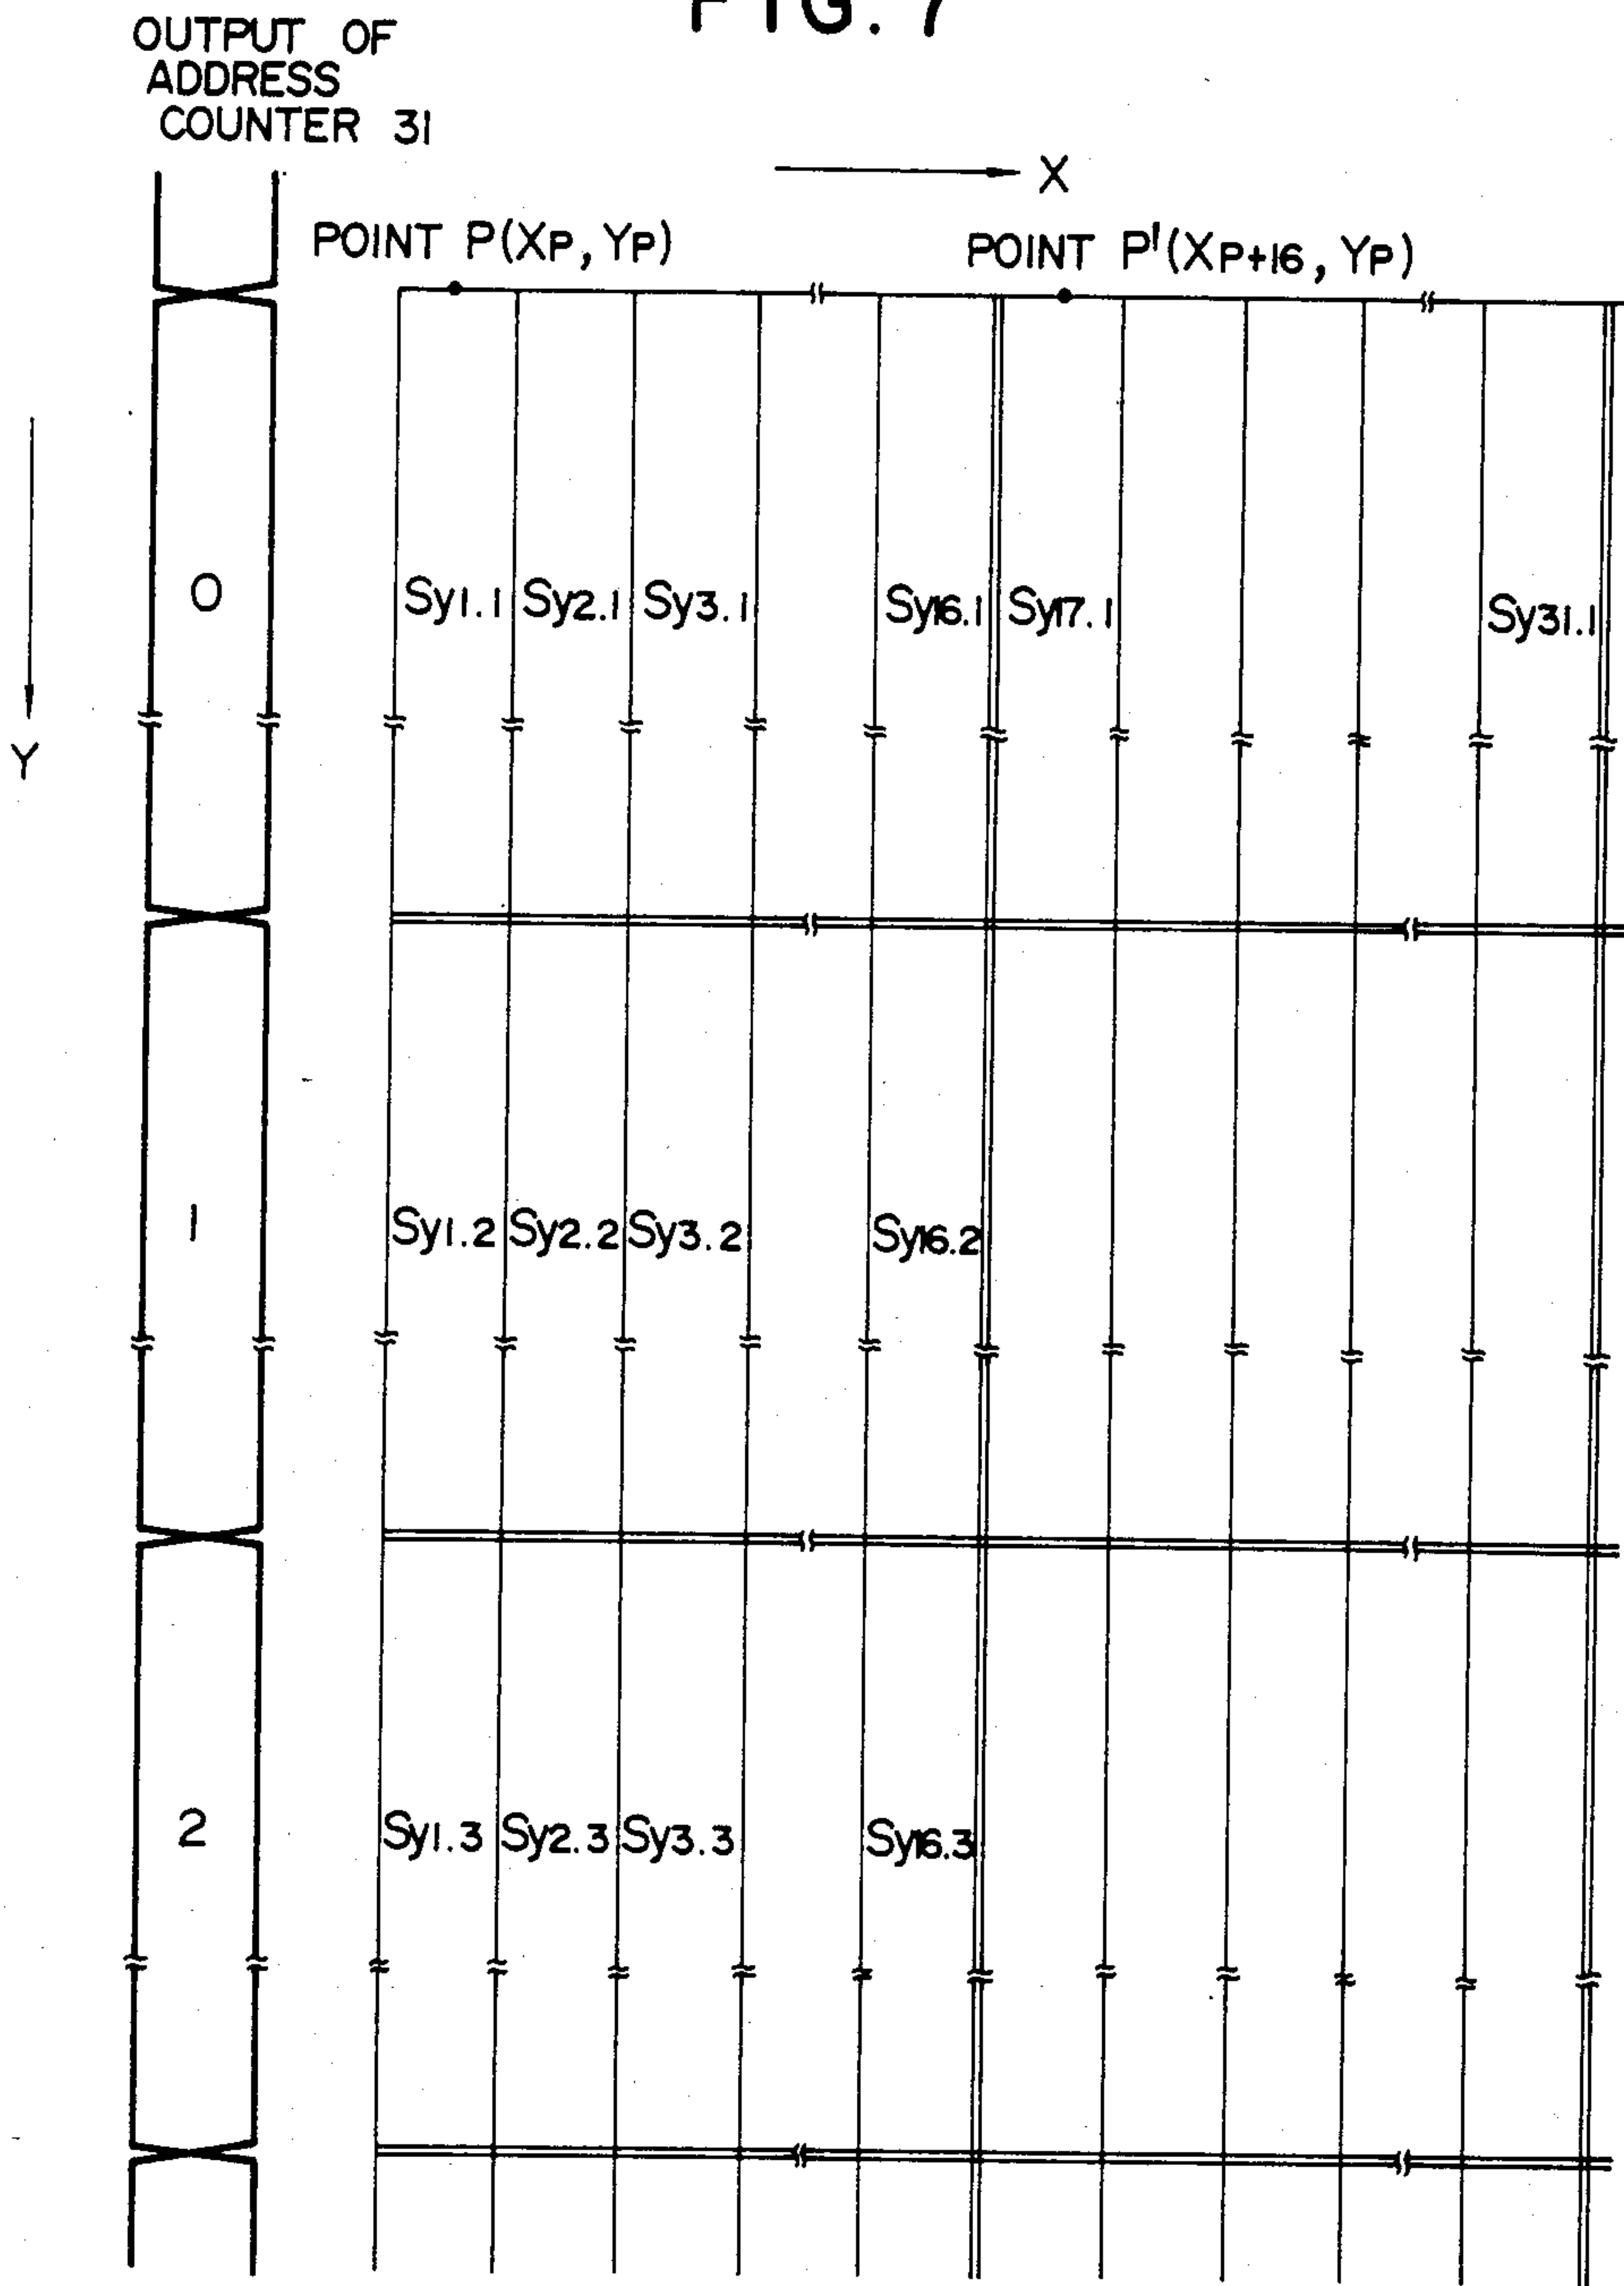 FIG. 7
OUTPUT OF
ADDRESS
COUNTER 31
X
POINT P(XP, YP)
POINT P'(XP+16, YP)
Y
0
Sy1.1 Sy2.1 Sy3.1 Sy16.1 Sy17.1 Sy31.1
1
Sy1.2 Sy2.2 Sy3.2 Sy16.2
2
Sy1.3 Sy2.3 Sy3.3 Sy16.3